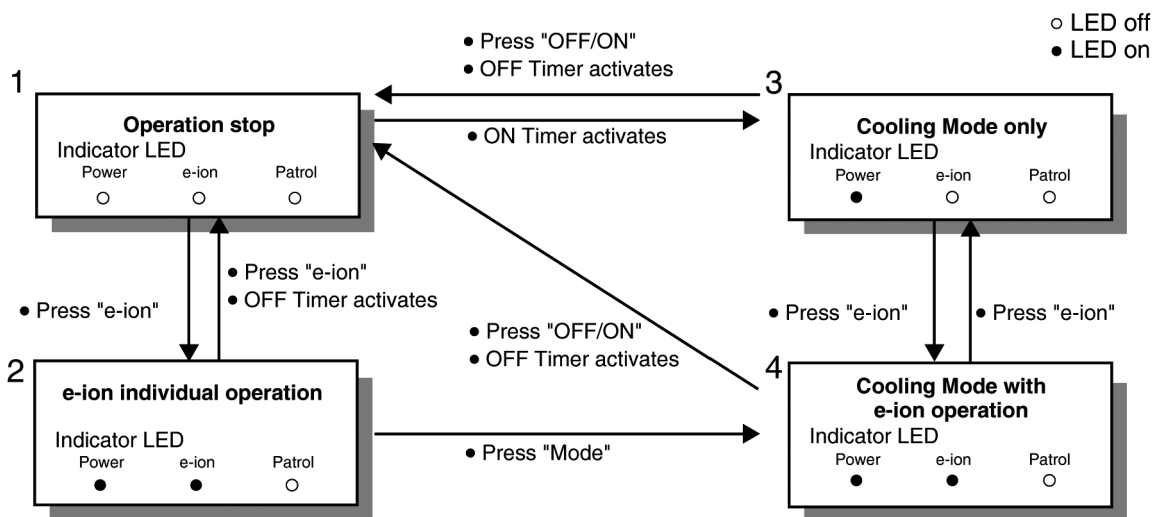 ○ LED off
● LED on
● Press "OFF/ON"
● OFF Timer activates
● ON Timer activates
1
Operation stop
Indicator LED
Power e-ion Patrol
3
Cooling Mode only
Indicator LED
Power e-ion Patrol
● Press "e-ion"
● Press "e-ion"
● OFF Timer activates
● Press "OFF/ON"
● OFF Timer activates
● Press "e-ion"
● Press "e-ion"
2
e-ion individual operation
Indicator LED
Power e-ion Patrol
● Press "Mode"
4
Cooling Mode with
e-ion operation
Indicator LED
Power e-ion Patrol